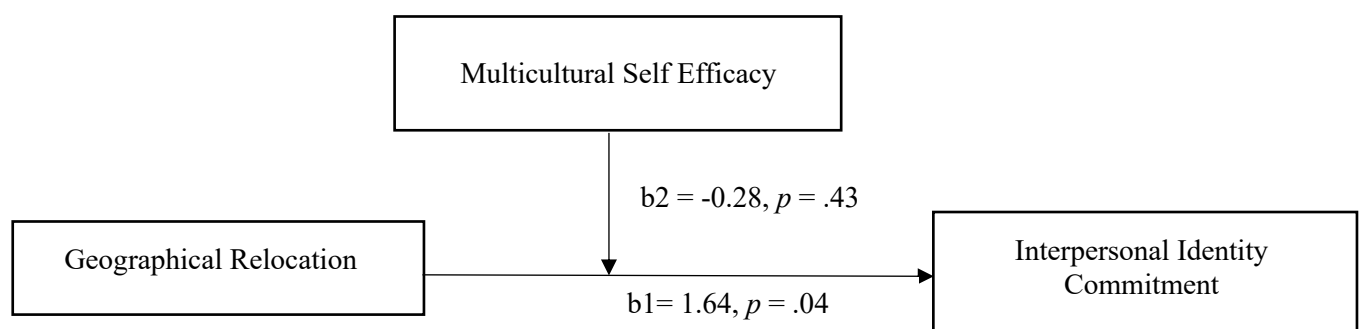 Multicultural Self Efficacy
b2 = -0.28, p = .43
Geographical Relocation
Interpersonal Identity
Commitment
b1= 1.64, p = .04